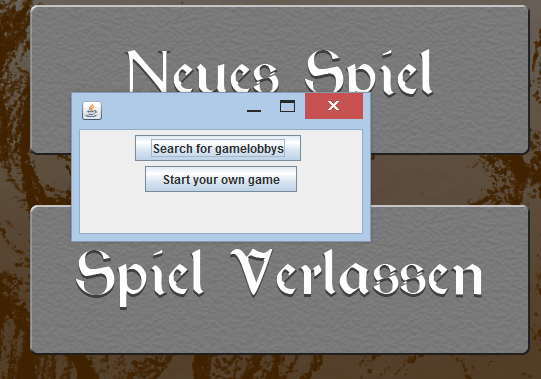 Neues Spiel
Search for gamelobbys
Start your own game
Spiel Verlassen